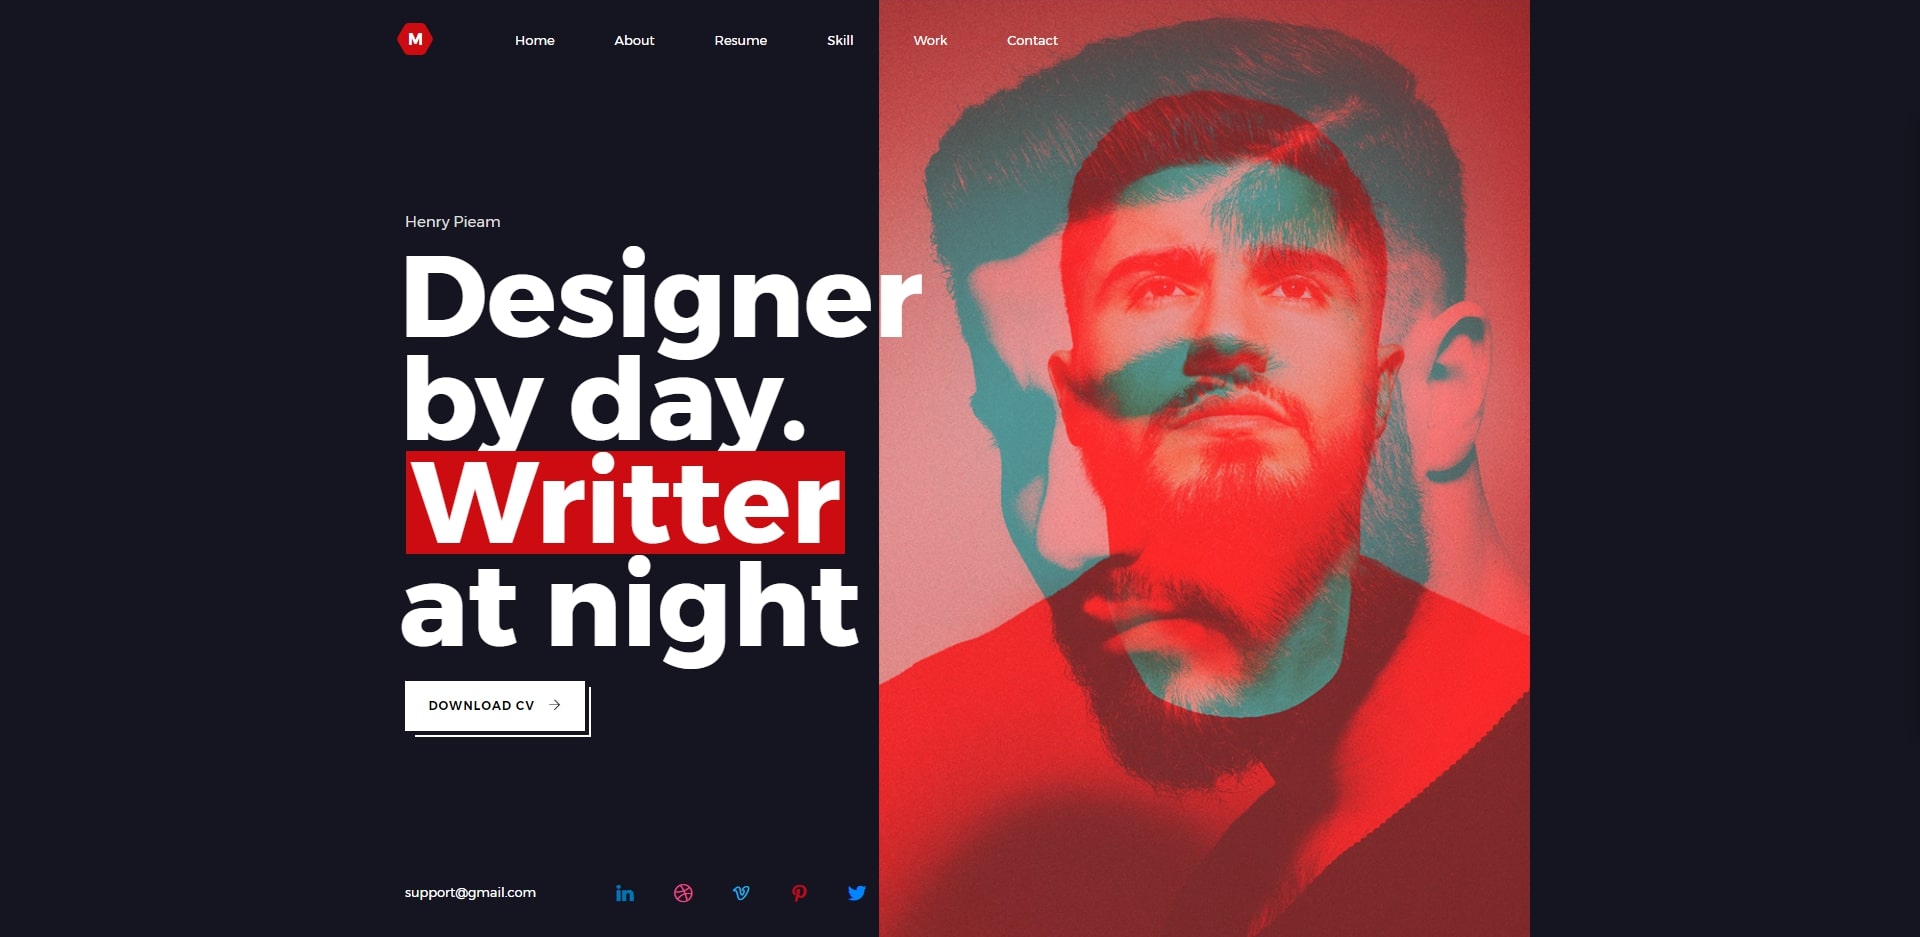 M
Home About Resume Skill Work Contact
Henry Pieam
Designer
by day.
Writter
at night
DOWNLOAD CV
support@gmail.com